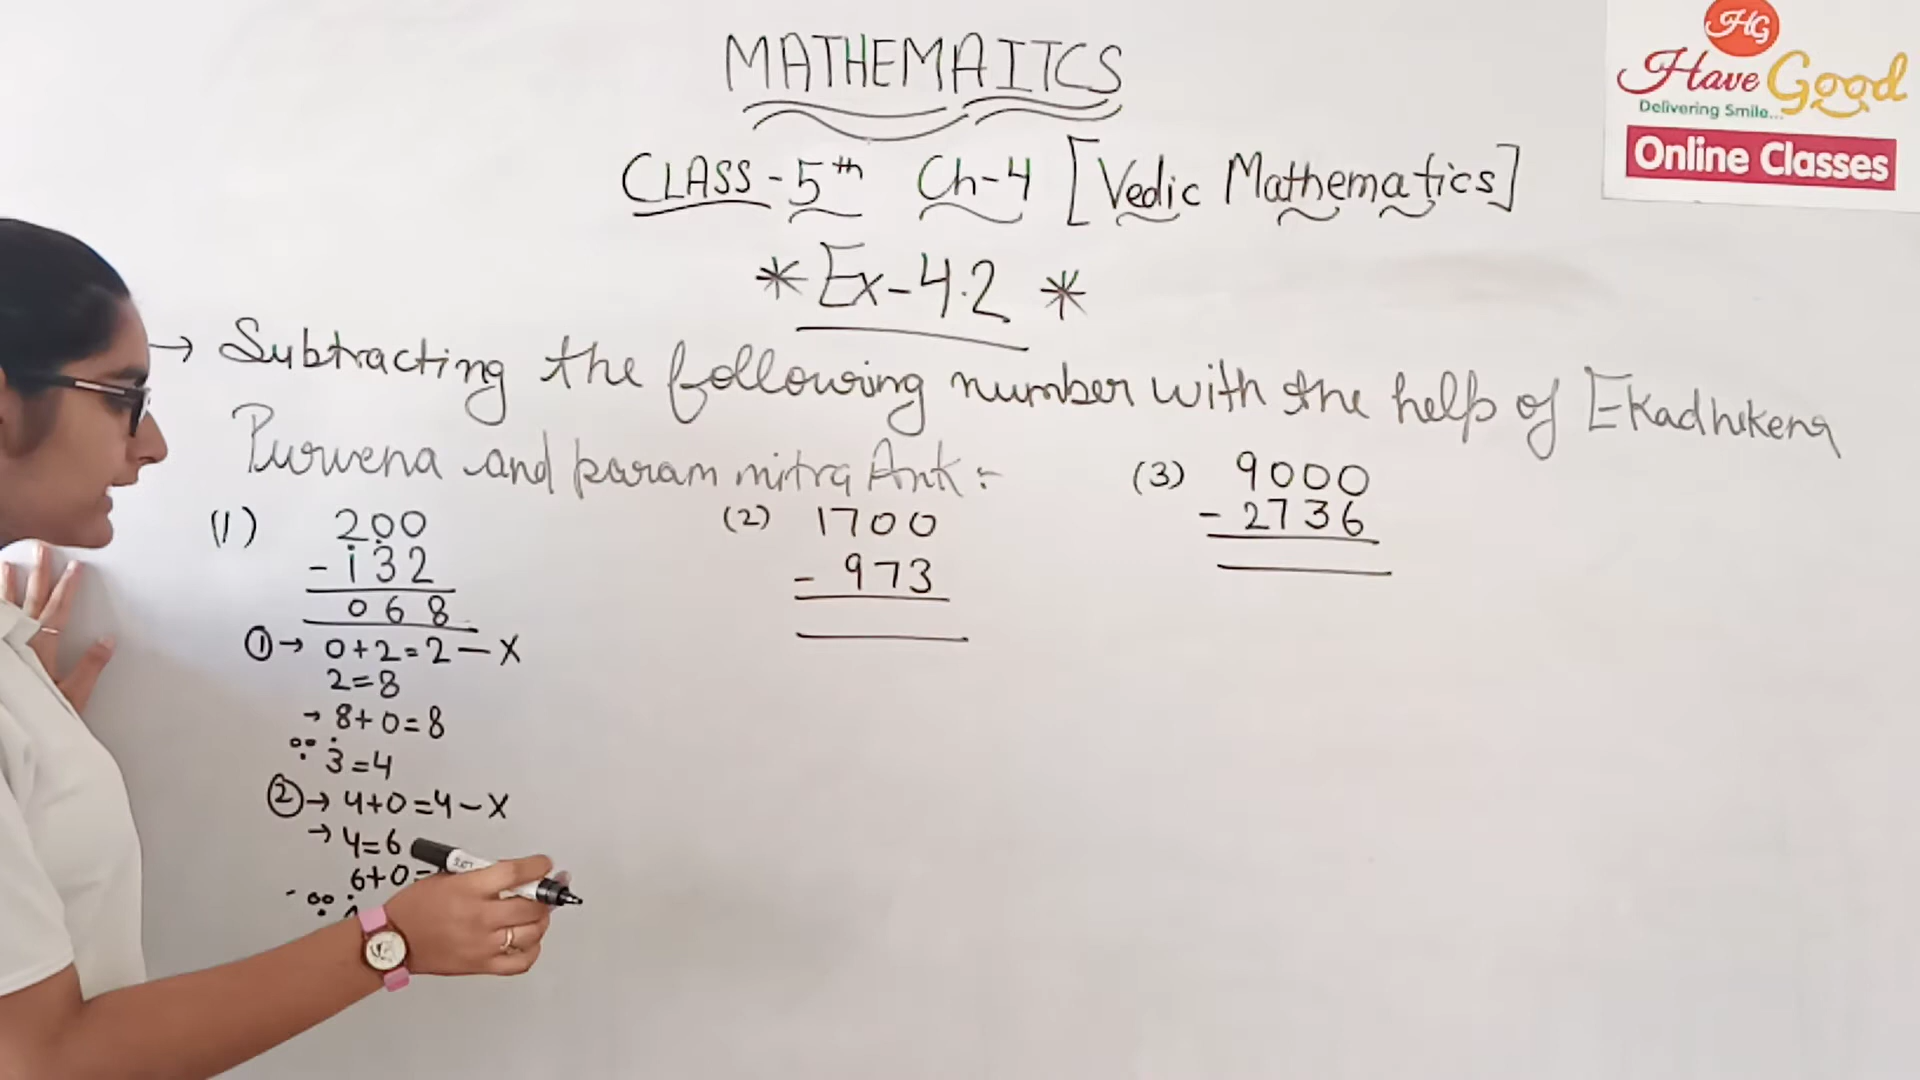 MATHEMAITCS
HG
Have Good
Delivering Smile...
Online Classes
CLASS-5th Ch-4 [Vedic Mathematics]
* Ex-4.2 *
→ Subtracting the following number with the help of Ekadhikena
Purvena and param mitra Ank:-
(1) 200
- 132
068
① → 0+2=2-X
2=8
→ 8+0=8
∵ 3=4
② → 4+0=4-X
→ 4=6
6+0=
(2) 1700
- 973
(3) 9000
- 2736